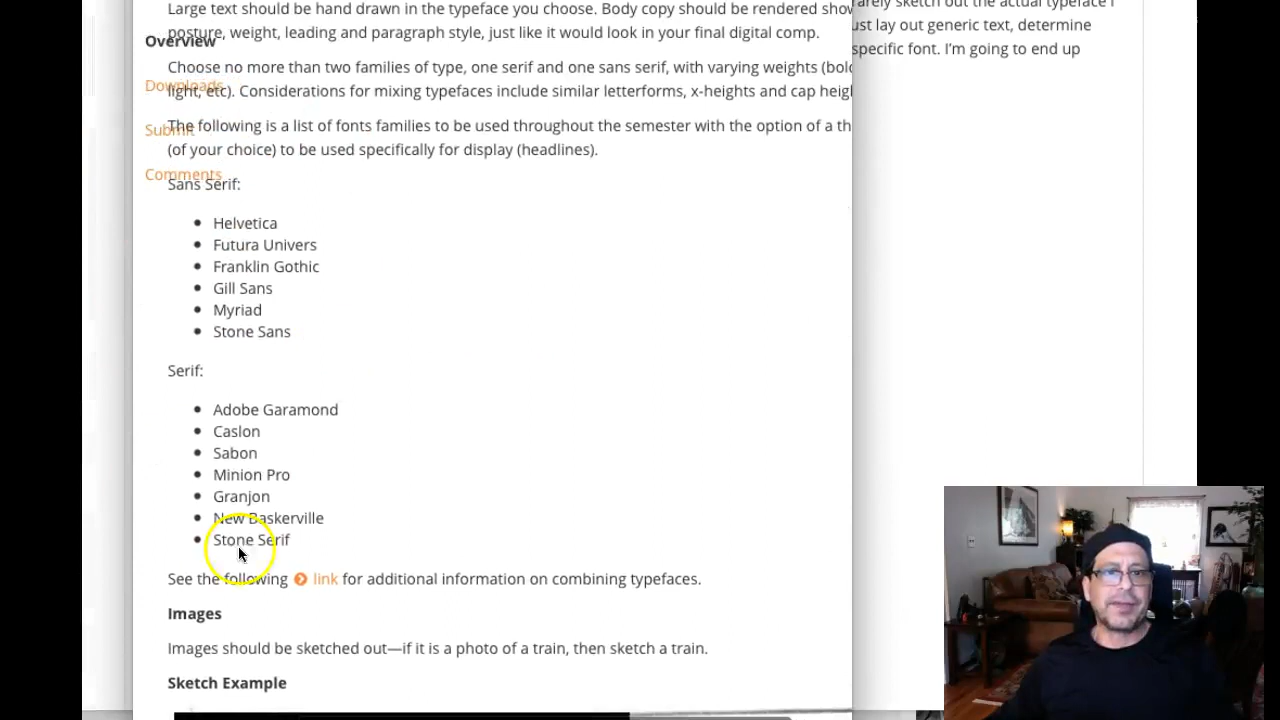 Large text should be hand drawn in the typeface you choose. Body copy should be rendered
posture, weight, leading and paragraph style, just like it would look in your final digital comp.
Choose no more than two families of type, one serif and one sans serif, with varying weights
light, etc). Considerations for mixing typefaces include similar letterforms, x-heights and cap
The following is a list of fonts families to be used throughout the semester with the option of a
(of your choice) to be used specifically for display (headlines).
Overview
Downloads
Submit
Comments
Sans Serif:
Helvetica
Futura Univers
Franklin Gothic
Gill Sans
Myriad
Stone Sans
Serif:
Adobe Garamond
Caslon
Sabon
Minion Pro
Granjon
New Baskerville
Stone Serif
See the following link for additional information on combining typefaces.
Images
Images should be sketched out—if it is a photo of a train, then sketch a train.
Sketch Example
sketch out the actual typeface I
ust lay out generic text, determine
specific font. I'm going to end up